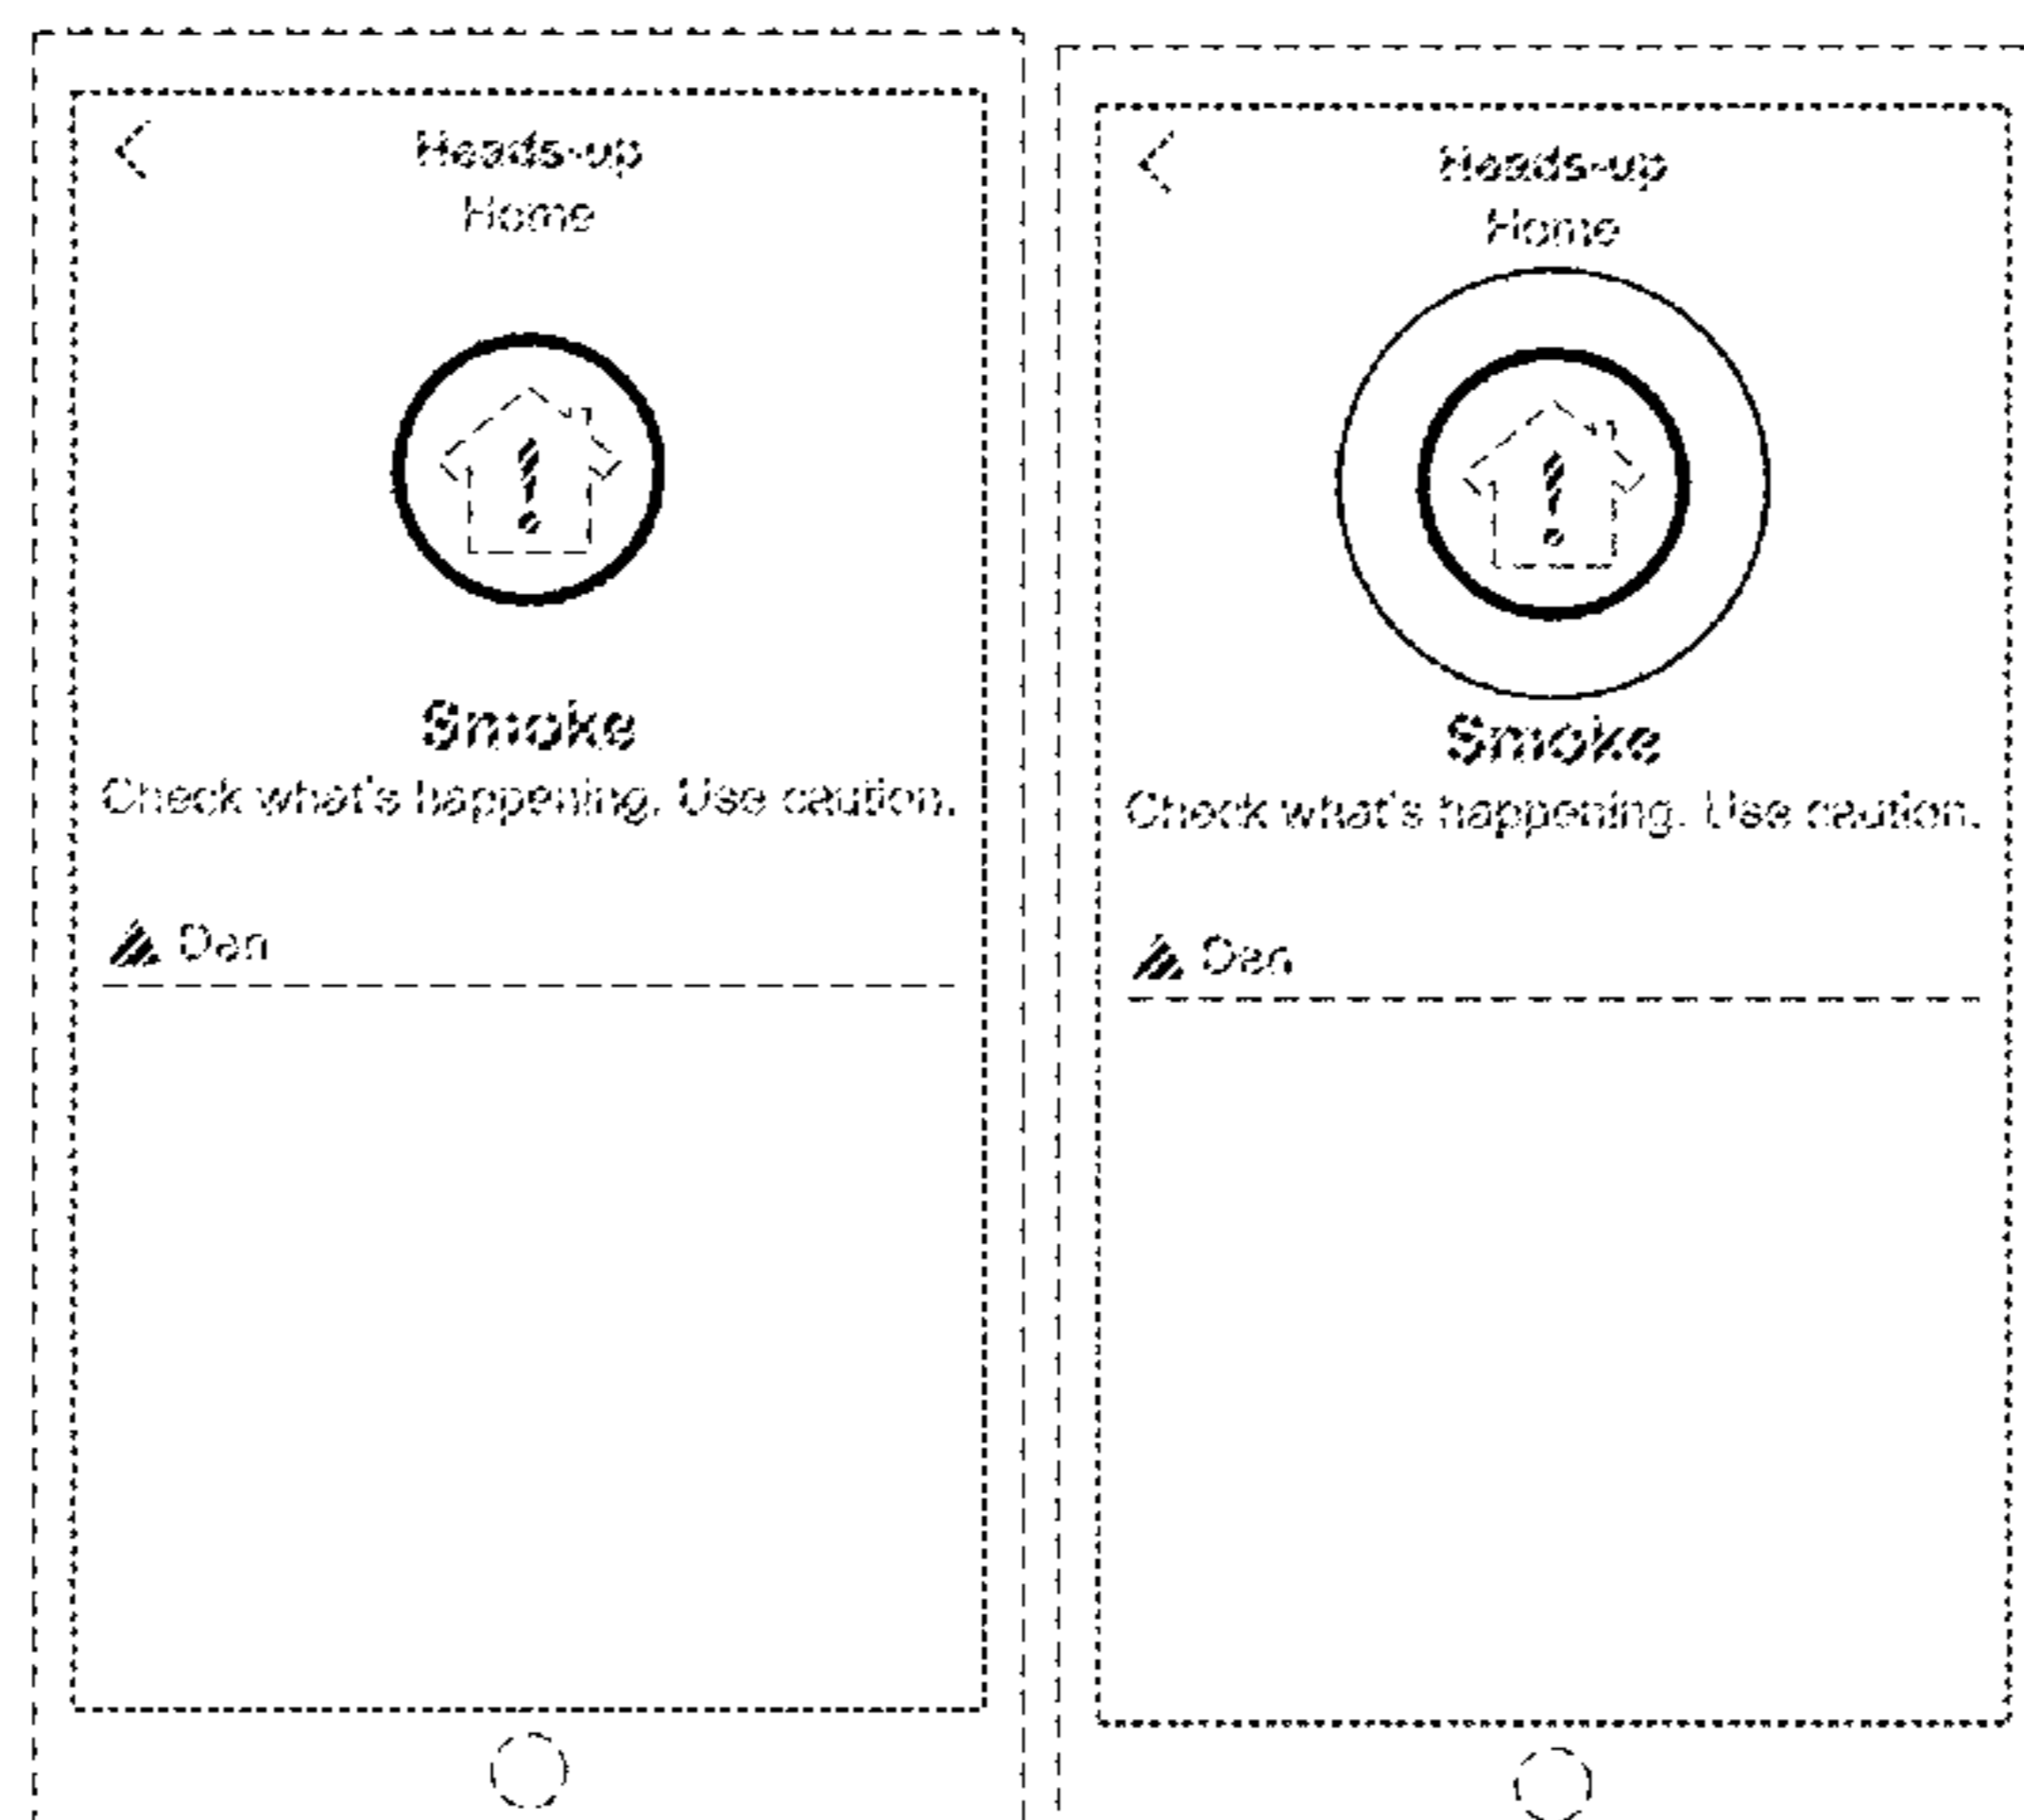 Heads-up
Home
Smoke
Check what's happening. Use caution.
Dan
Heads-up
Home
Smoke
Check what's happening. Use caution.
Dan